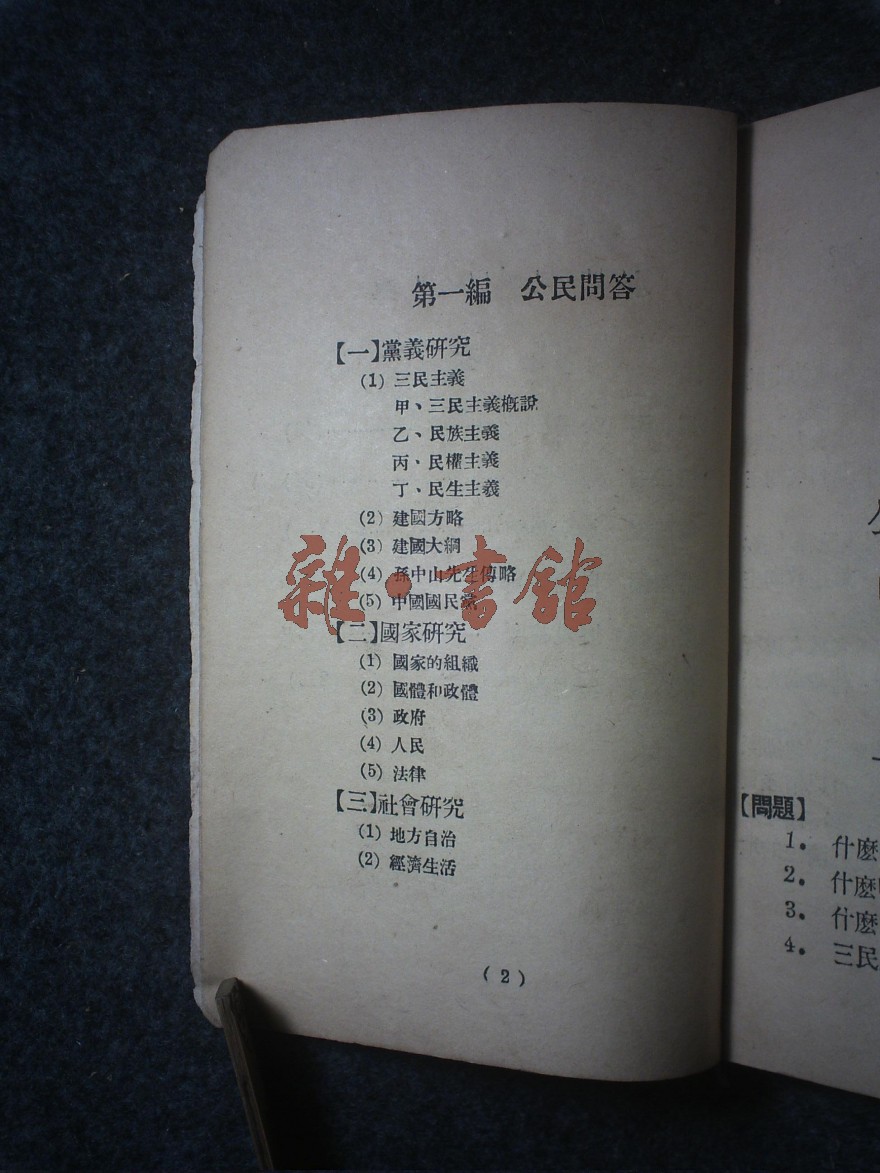 第一編 公民問答
【一】黨義研究
(1) 三民主義
甲、三民主義概說
乙、民族主義
丙、民權主義
丁、民生主義
(2) 建國方略
(3) 建國大綱
(4) 孫中山先生傳略
(5) 中國國民黨
雜·書館
【二】國家研究
(1) 國家的組織
(2) 國體和政體
(3) 政府
(4) 人民
(5) 法律
【三】社會研究
(1) 地方自治
(2) 經濟生活
(2)
【問題】
1. 什麼
2. 什麼
3. 什麼
4. 三民